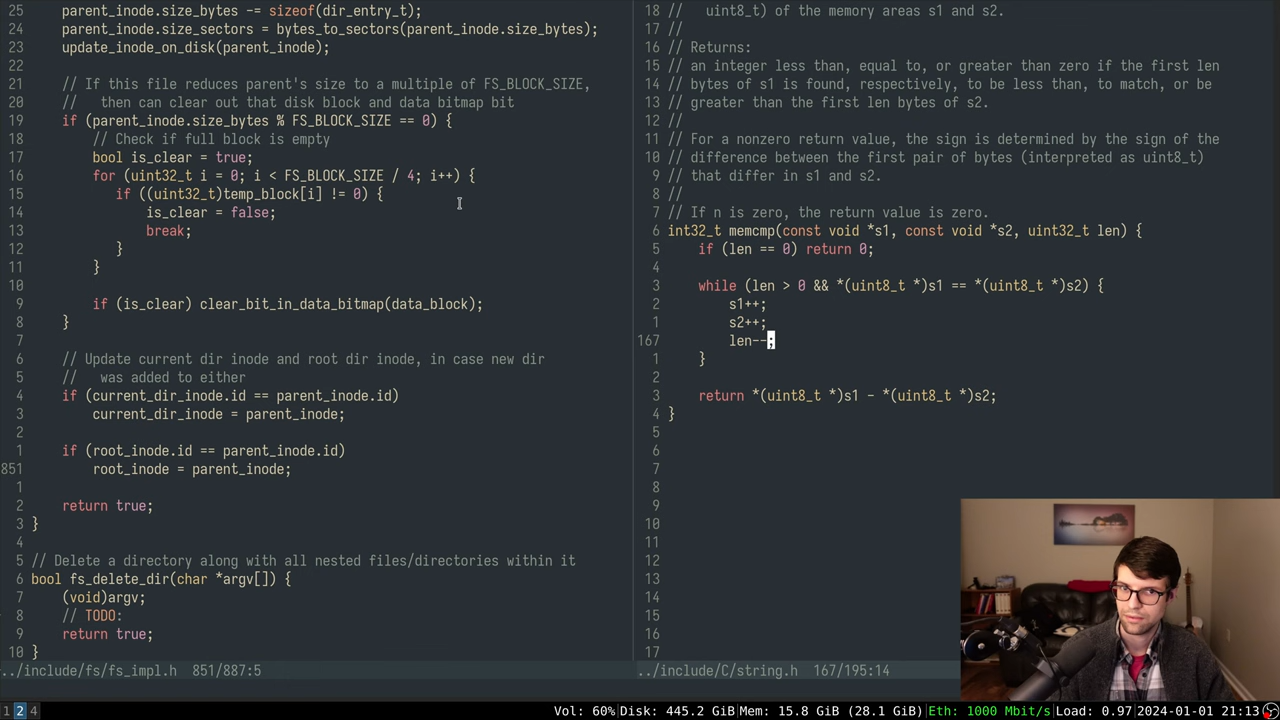 25     parent_inode.size_bytes -= sizeof(dir_entry_t);
24     parent_inode.size_sectors = bytes_to_sectors(parent_inode.size_bytes);
23     update_inode_on_disk(parent_inode);
22
21     // If this file reduces parent's size to a multiple of FS_BLOCK_SIZE,
20     //   then can clear out that disk block and data bitmap bit
19     if (parent_inode.size_bytes % FS_BLOCK_SIZE == 0) {
18         // Check if full block is empty
17         bool is_clear = true;
16         for (uint32_t i = 0; i < FS_BLOCK_SIZE / 4; i++) {
15            if ((uint32_t)temp_block[i] != 0) {
14                is_clear = false;
13                break;
12            }
11         }
10
9         if (is_clear) clear_bit_in_data_bitmap(data_block);
8     }
7
6     // Update current dir inode and root dir inode, in case new dir
5     //   was added to either
4     if (current_dir_inode.id == parent_inode.id)
3         current_dir_inode = parent_inode;
2
1     if (root_inode.id == parent_inode.id)
851         root_inode = parent_inode;
1
2     return true;
3 }
4
5 // Delete a directory along with all nested files/directories within it
6 bool fs_delete_dir(char *argv[]) {
7     (void)argv;
8     // TODO:
9     return true;
10 }
../include/fs/fs_impl.h  851/887:5
18 //   uint8_t) of the memory areas s1 and s2.
17 //
16 // Returns:
15 // an integer less than, equal to, or greater than zero if the first len
14 // bytes of s1 is found, respectively, to be less than, to match, or be
13 // greater than the first len bytes of s2.
12 //
11 // For a nonzero return value, the sign is determined by the sign of the
10 // difference between the first pair of bytes (interpreted as uint8_t)
9 // that differ in s1 and s2.
8 //
7 // If n is zero, the return value is zero.
6 int32_t memcmp(const void *s1, const void *s2, uint32_t len) {
5     if (len == 0) return 0;
4
3     while (len > 0 && *(uint8_t *)s1 == *(uint8_t *)s2) {
2         s1++;
1         s2++;
167         len--;
1     }
2
3     return *(uint8_t *)s1 - *(uint8_t *)s2;
4 }
5
6
7
8
9
10
11
12
13
14
15
16
17
../include/C/string.h  167/195:14
1 2 4
Vol: 60%|Disk: 445.2 GiB|Mem: 15.8 GiB (28.1 GiB)|Eth: 1000 Mbit/s|Load: 0.97|2024-01-01 21:13